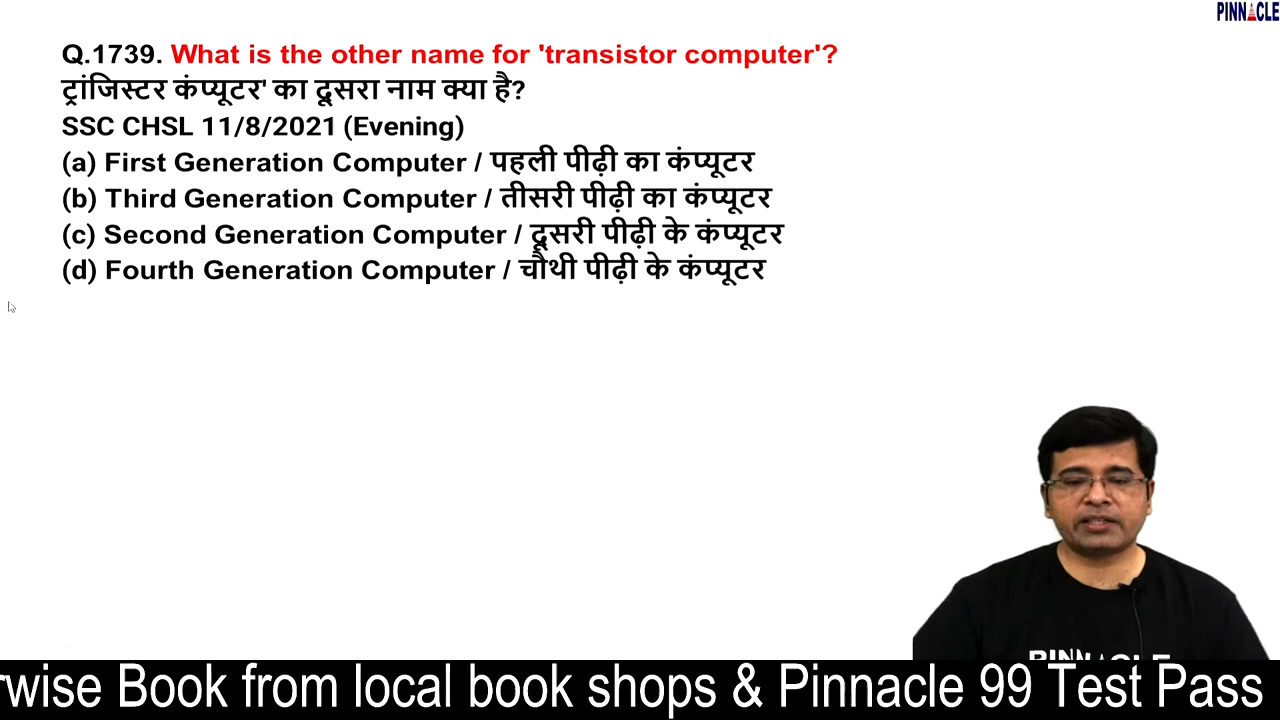 PINNACLE
Q.1739. What is the other name for 'transistor computer'?
ट्रांजिस्टर कंप्यूटर' का दूसरा नाम क्या है?
SSC CHSL 11/8/2021 (Evening)
(a) First Generation Computer / पहली पीढ़ी का कंप्यूटर
(b) Third Generation Computer / तीसरी पीढ़ी का कंप्यूटर
(c) Second Generation Computer / दूसरी पीढ़ी के कंप्यूटर
(d) Fourth Generation Computer / चौथी पीढ़ी के कंप्यूटर
PINNACLE
rwise Book from local book shops & Pinnacle 99 Test Pass